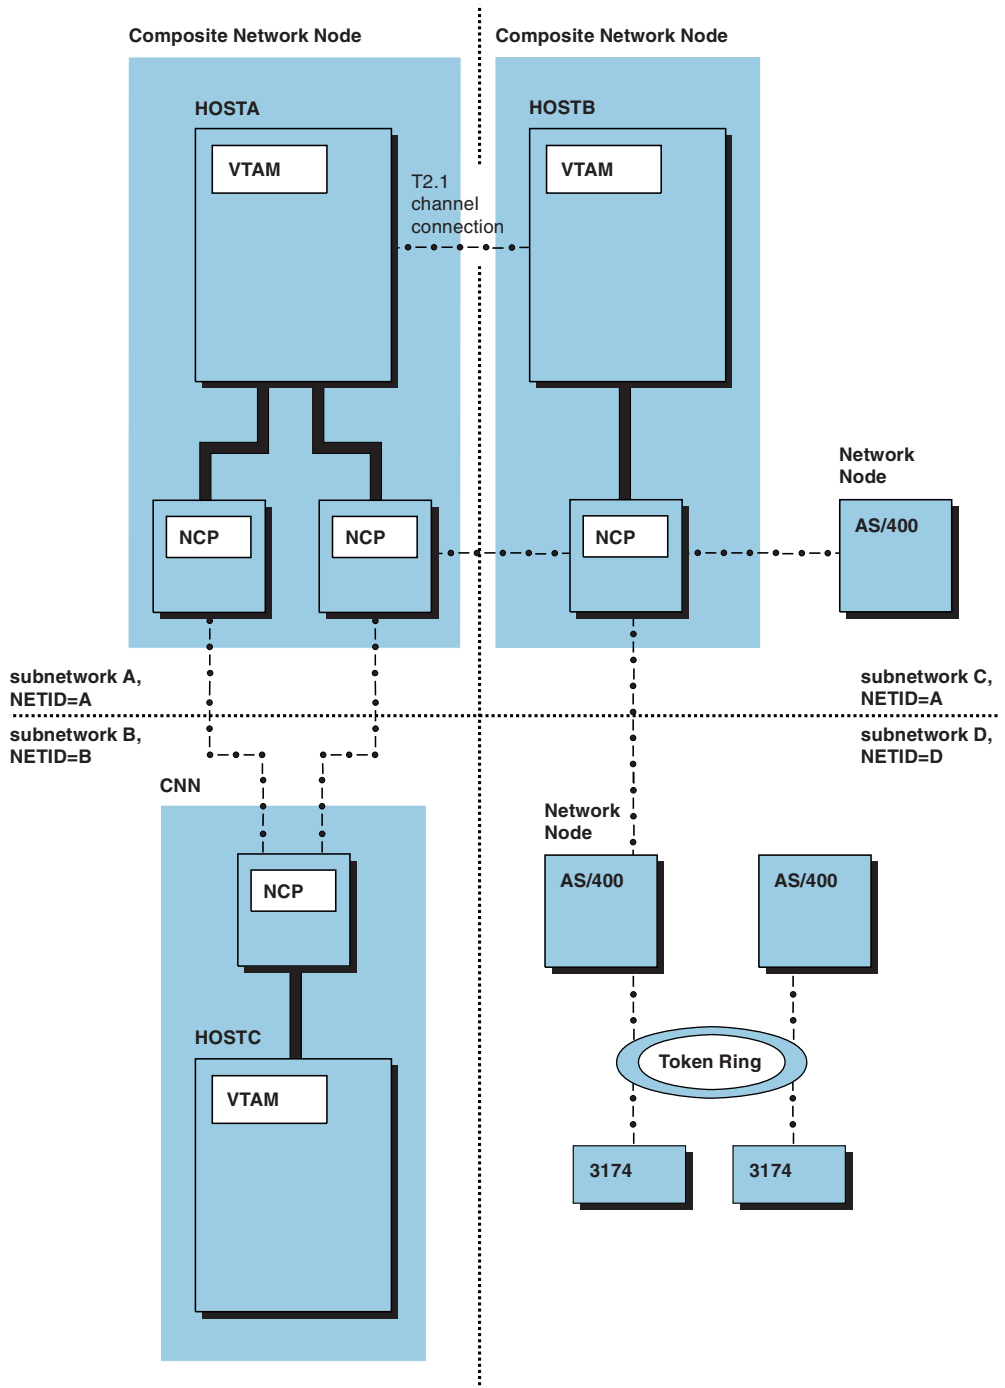 Composite Network Node
Composite Network Node
HOSTA
HOSTB
VTAM
VTAM
T2.1
channel
connection
Network
Node
AS/400
NCP
NCP
NCP
subnetwork A,
NETID=A
subnetwork C,
NETID=A
subnetwork B,
NETID=B
subnetwork D,
NETID=D
CNN
Network
Node
NCP
AS/400
AS/400
HOSTC
VTAM
Token Ring
3174
3174